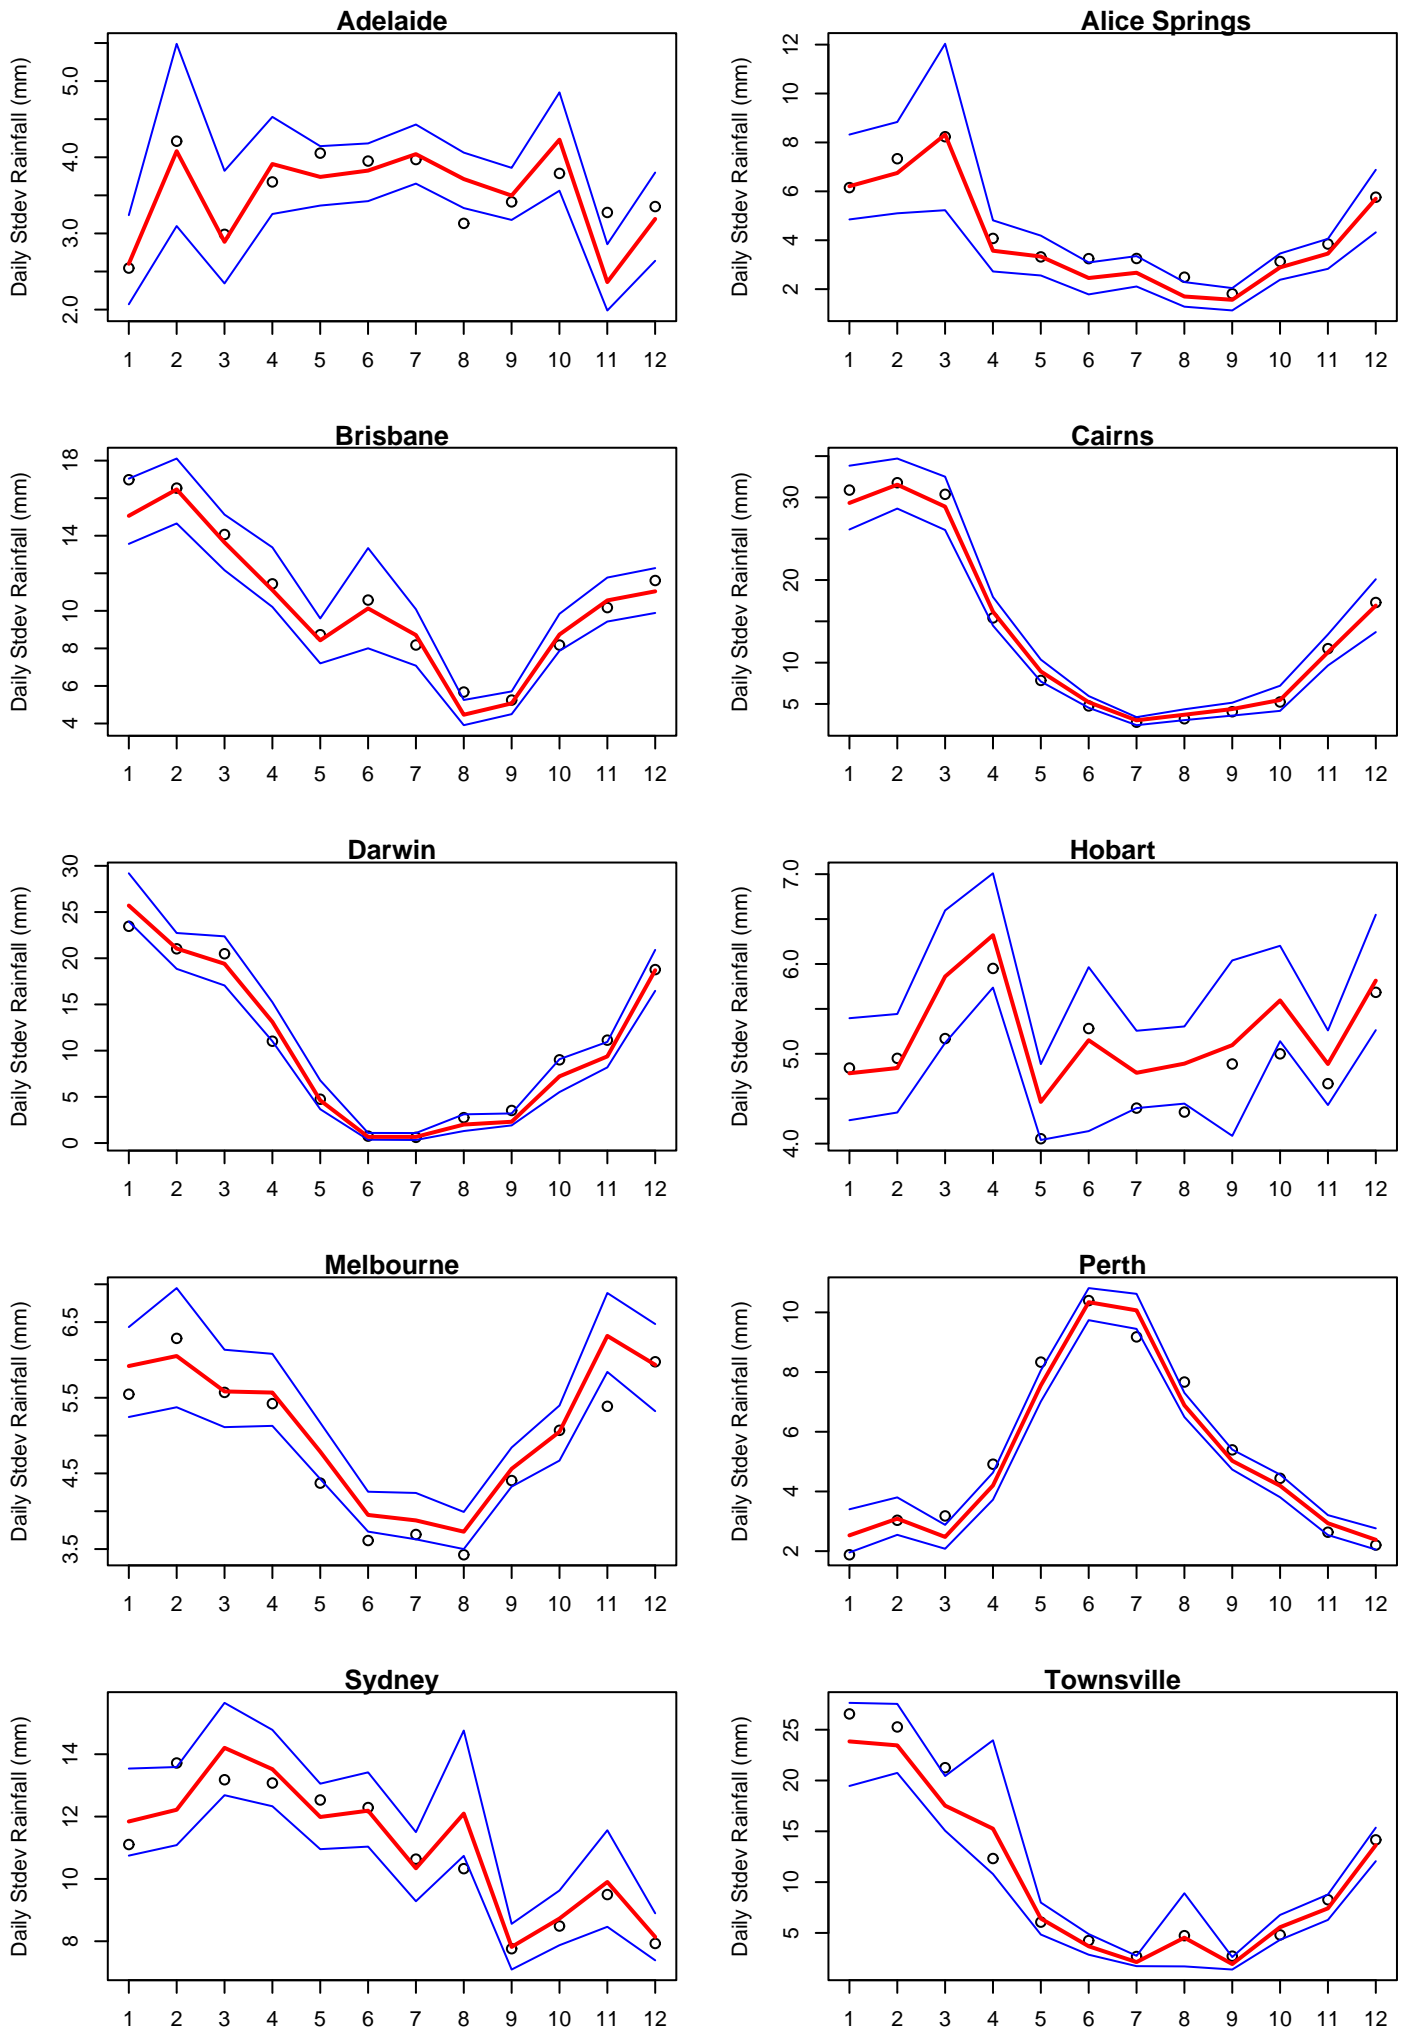 Adelaide
Daily Stdev Rainfall (mm)
2.0 3.0 4.0 5.0
1 2 3 4 5 6 7 8 9 10 11 12
Alice Springs
Daily Stdev Rainfall (mm)
2 4 6 8 10 12
1 2 3 4 5 6 7 8 9 10 11 12
Brisbane
Daily Stdev Rainfall (mm)
4 6 8 10 14 18
1 2 3 4 5 6 7 8 9 10 11 12
Cairns
Daily Stdev Rainfall (mm)
5 10 20 30
1 2 3 4 5 6 7 8 9 10 11 12
Darwin
Daily Stdev Rainfall (mm)
0 5 10 15 20 25 30
1 2 3 4 5 6 7 8 9 10 11 12
Hobart
Daily Stdev Rainfall (mm)
4.0 5.0 6.0 7.0
1 2 3 4 5 6 7 8 9 10 11 12
Melbourne
Daily Stdev Rainfall (mm)
3.5 4.5 5.5 6.5
1 2 3 4 5 6 7 8 9 10 11 12
Perth
Daily Stdev Rainfall (mm)
2 4 6 8 10
1 2 3 4 5 6 7 8 9 10 11 12
Sydney
Daily Stdev Rainfall (mm)
8 10 12 14
1 2 3 4 5 6 7 8 9 10 11 12
Townsville
Daily Stdev Rainfall (mm)
5 10 15 20 25
1 2 3 4 5 6 7 8 9 10 11 12